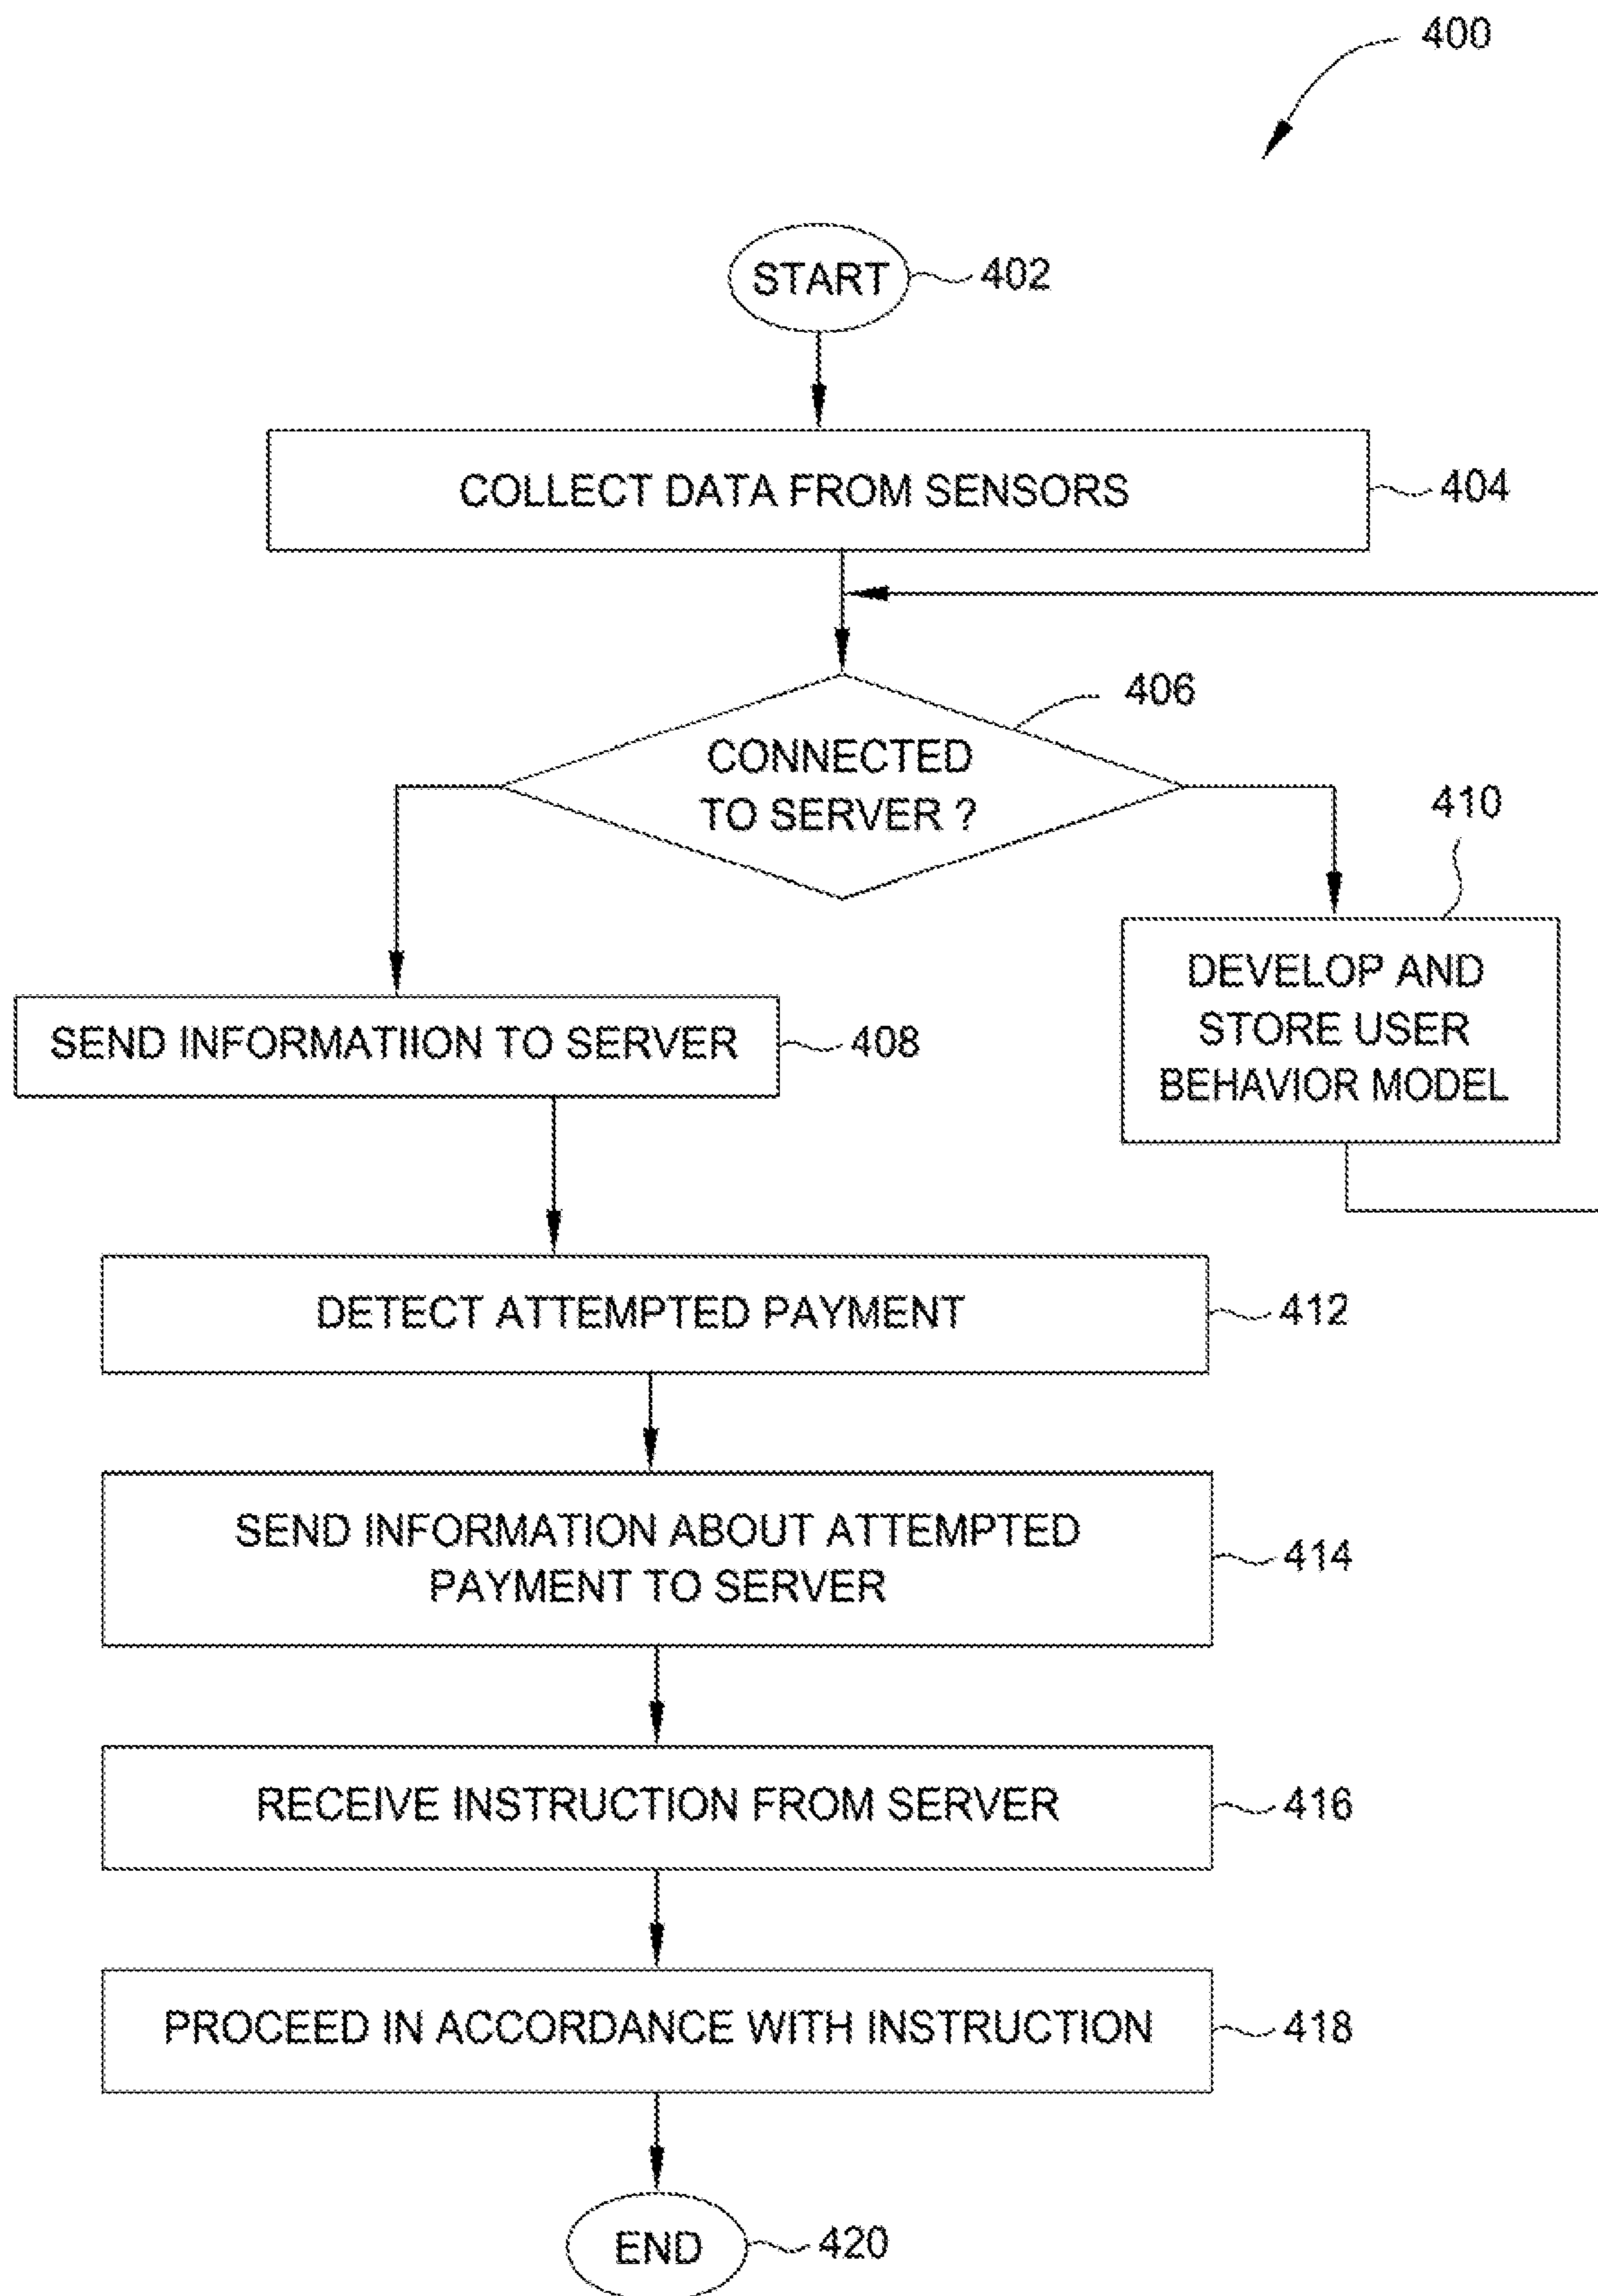 400
START
402
COLLECT DATA FROM SENSORS
404
406
CONNECTED
TO SERVER ?
410
DEVELOP AND
STORE USER
BEHAVIOR MODEL
SEND INFORMATIION TO SERVER
408
DETECT ATTEMPTED PAYMENT
412
SEND INFORMATION ABOUT ATTEMPTED
PAYMENT TO SERVER
414
RECEIVE INSTRUCTION FROM SERVER
416
PROCEED IN ACCORDANCE WITH INSTRUCTION
418
END
420